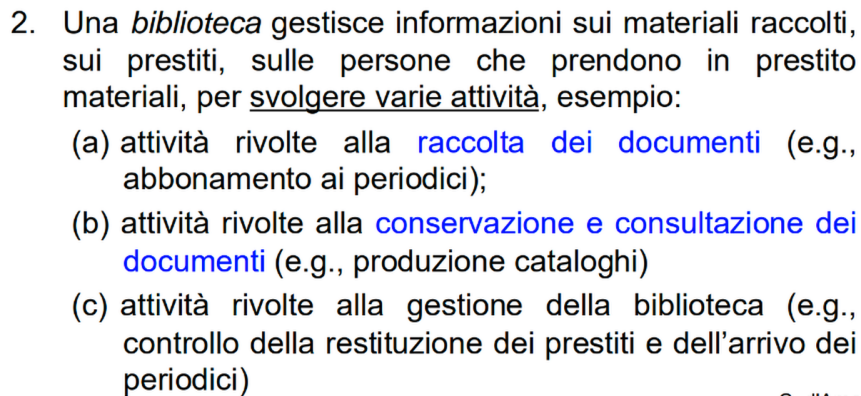 2. Una biblioteca gestisce informazioni sui materiali raccolti,
sui prestiti, sulle persone che prendono in prestito
materiali, per svolgere varie attività, esempio:
(a) attività rivolte alla raccolta dei documenti (e.g.,
abbonamento ai periodici);
(b) attività rivolte alla conservazione e consultazione dei
documenti (e.g., produzione cataloghi)
(c) attività rivolte alla gestione della biblioteca (e.g.,
controllo della restituzione dei prestiti e dell'arrivo dei
periodici)